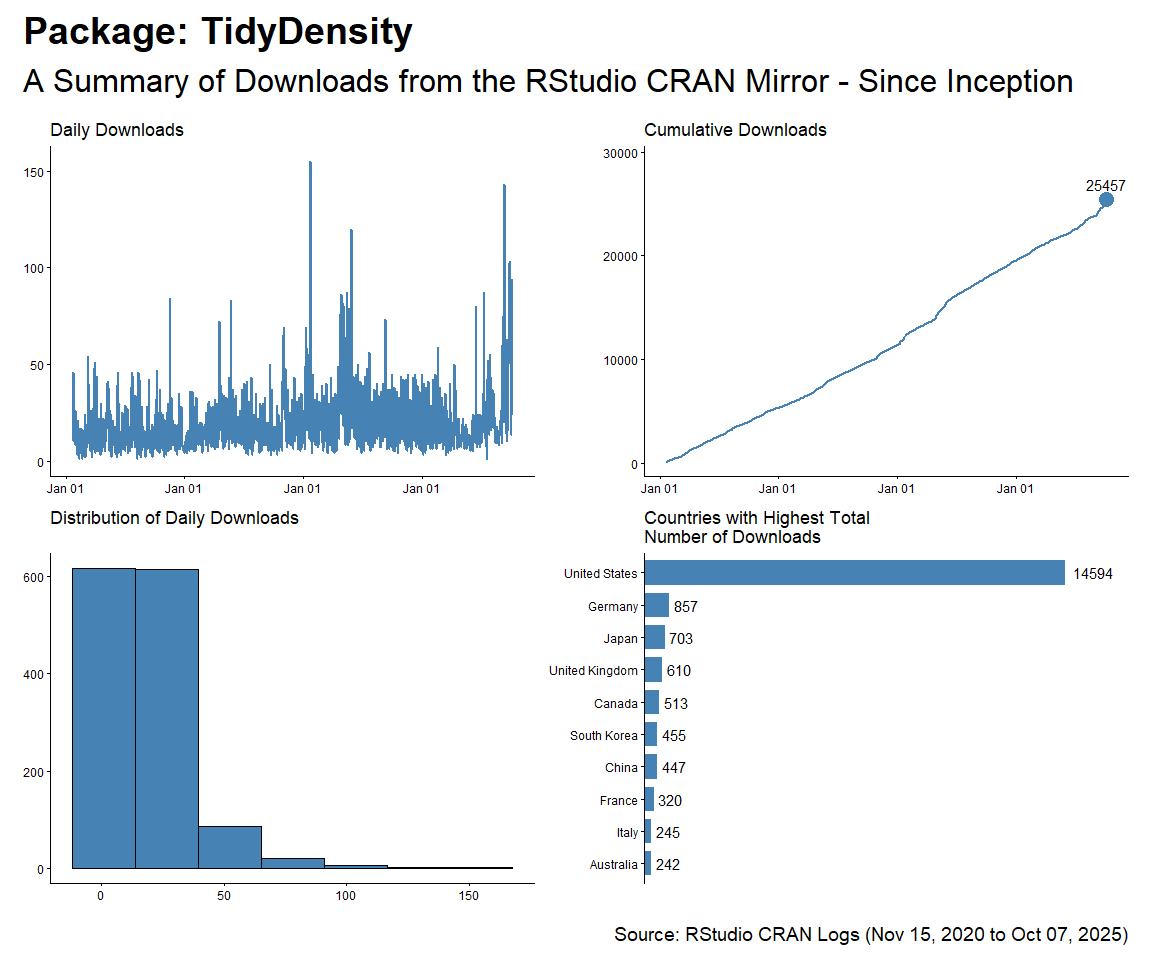 Package: TidyDensity
A Summary of Downloads from the RStudio CRAN Mirror - Since Inception
Daily Downloads
150
100
50
0
Jan 01 Jan 01 Jan 01 Jan 01
Cumulative Downloads
30000
20000
10000
0
25457
Jan 01 Jan 01 Jan 01 Jan 01
Distribution of Daily Downloads
600
400
200
0
0 50 100 150
Countries with Highest Total
Number of Downloads
United States 14594
Germany 857
Japan 703
United Kingdom 610
Canada 513
South Korea 455
China 447
France 320
Italy 245
Australia 242
Source: RStudio CRAN Logs (Nov 15, 2020 to Oct 07, 2025)